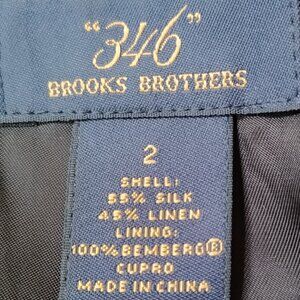 "346"
BROOKS BROTHERS
2
SHELL:
55% SILK
45% LINEN
LINING:
100% BEMBERG®
CUPRO
MADE IN CHINA